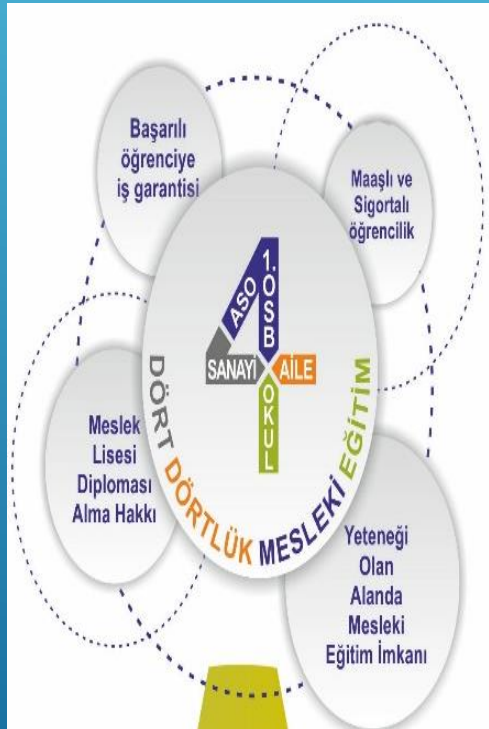 Başarılı
öğrenciye
iş garantisi
Maaşlı ve
Sigortalı
öğrencilik
ASO
1.OSB
SANAYİ
AİLE
OKUL
DÖRT DÖRTLÜK MESLEKİ EĞİTİM
Meslek
Lisesi
Diploması
Alma Hakkı
Yeteneği
Olan
Alanda
Mesleki
Eğitim İmkanı